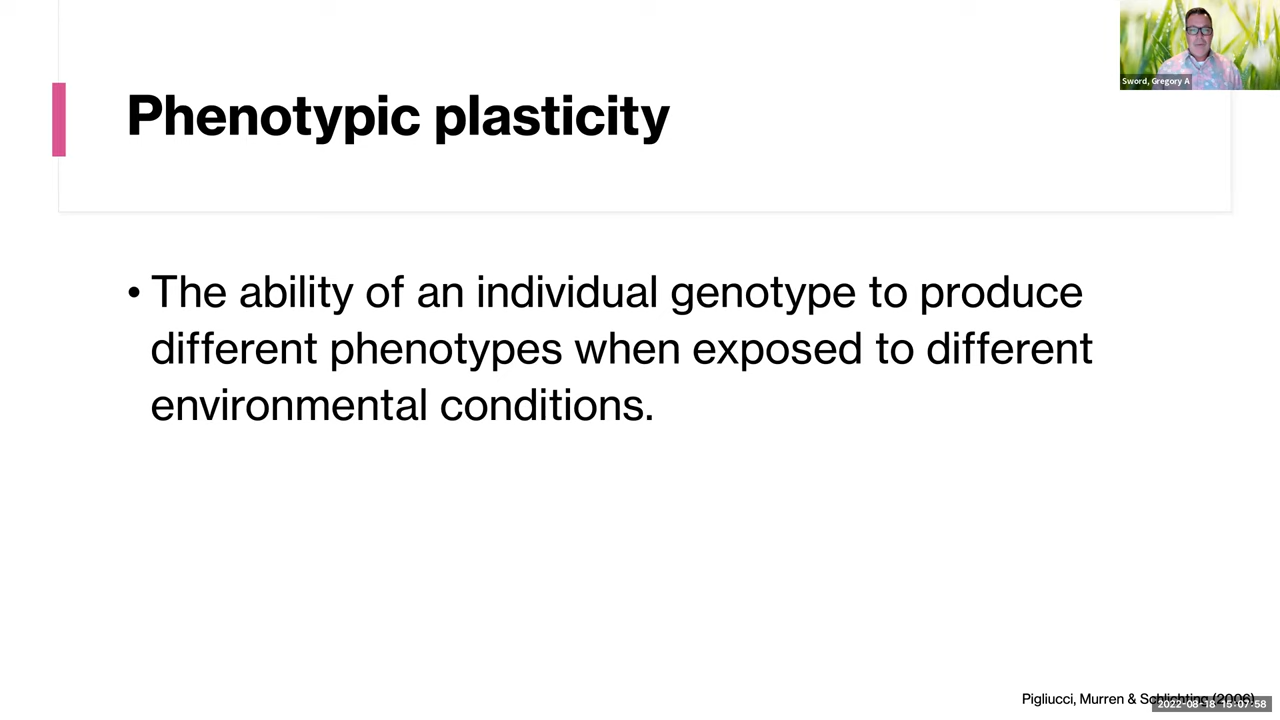 Sword, Gregory A
Phenotypic plasticity
• The ability of an individual genotype to produce
different phenotypes when exposed to different
environmental conditions.
Pigliucci, Murren & Schlichting (2006)
2022-08-18 15:07:58